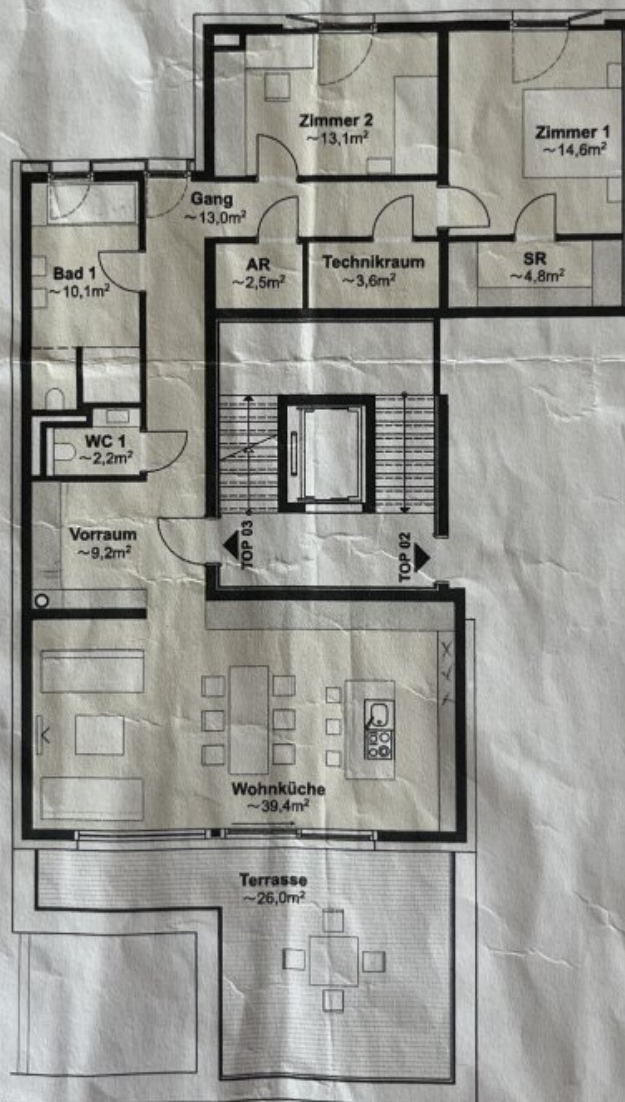 Zimmer 2
~13,1m²
Zimmer 1
~14,6m²
Gang
~13,0m²
AR
~2,5m²
Technikraum
~3,6m²
SR
~4,8m²
Bad 1
~10,1m²
WC 1
~2,2m²
Vorraum
~9,2m²
TOP 03
TOP 02
Wohnküche
~39,4m²
Terrasse
~26,0m²